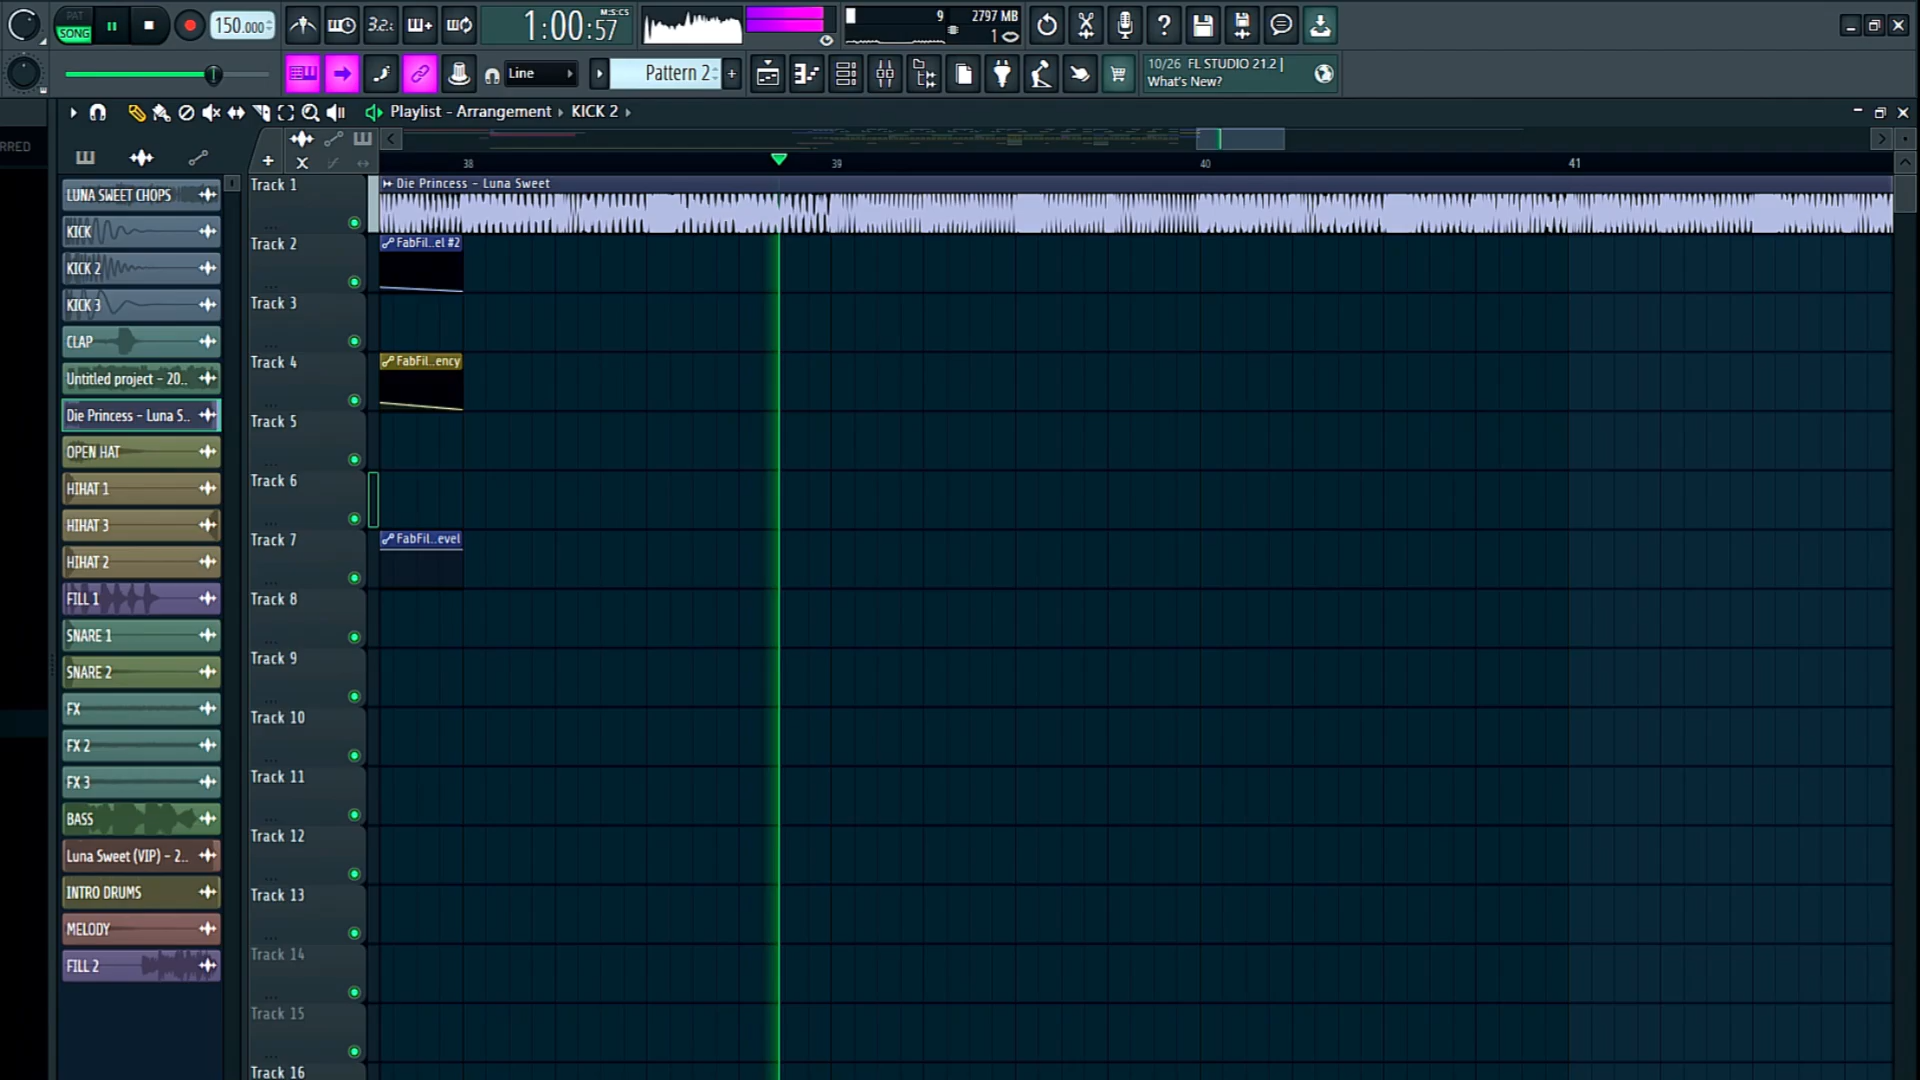 PAT
SONG
150.000
3.2.
1:00:57
M:S:CS
9
2797 MB
1
Line
Pattern 2
10/26 FL STUDIO 21.2 |
What's New?
Playlist - Arrangement › KICK 2 ›
RRED
38
39
40
41
LUNA SWEET CHOPS
KICK
KICK 2
KICK 3
CLAP
Untitled project - 20..
Die Princess - Luna S..
OPEN HAT
HIHAT 1
HIHAT 3
HIHAT 2
FILL 1
SNARE 1
SNARE 2
FX
FX 2
FX 3
BASS
Luna Sweet (VIP) - 2..
INTRO DRUMS
MELODY
FILL 2
Track 1
Die Princess - Luna Sweet
Track 2
FabFil...el #2
Track 3
Track 4
FabFil...ency
Track 5
Track 6
Track 7
FabFil...evel
Track 8
Track 9
Track 10
Track 11
Track 12
Track 13
Track 14
Track 15
Track 16